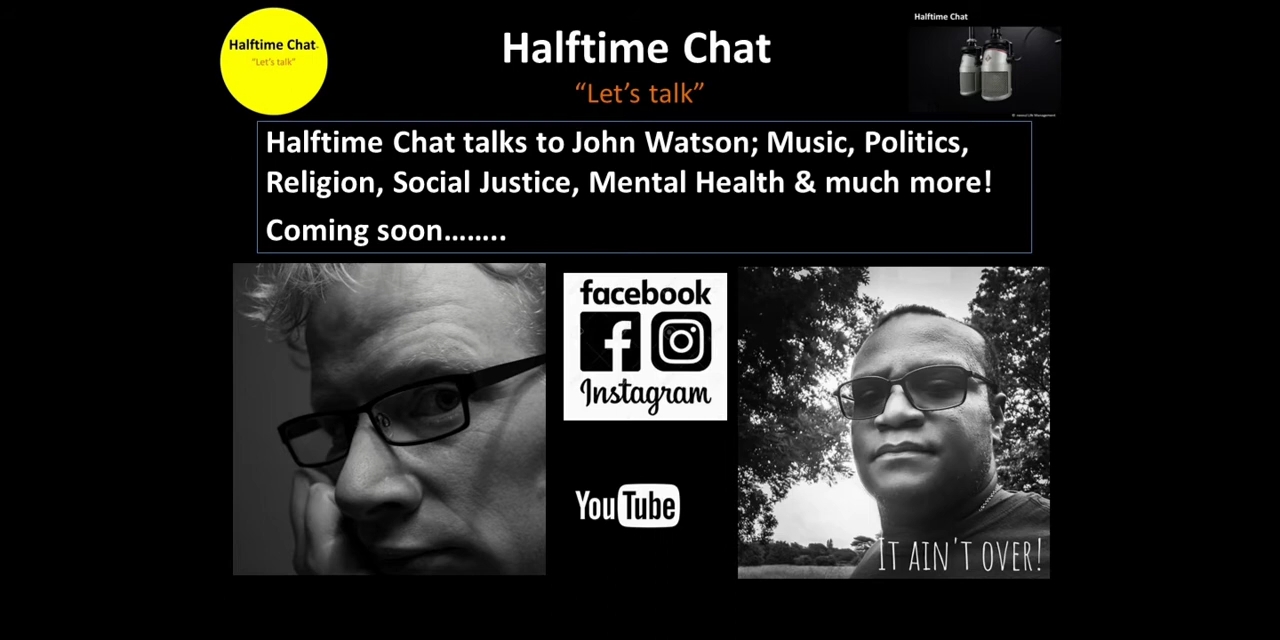 Halftime Chat
"Let's talk"
Halftime Chat
“Let’s talk”
Halftime Chat
Halftime Chat talks to John Watson; Music, Politics,
Religion, Social Justice, Mental Health & much more!
Coming soon……..
facebook
Instagram
YouTube
IT AIN'T OVER!